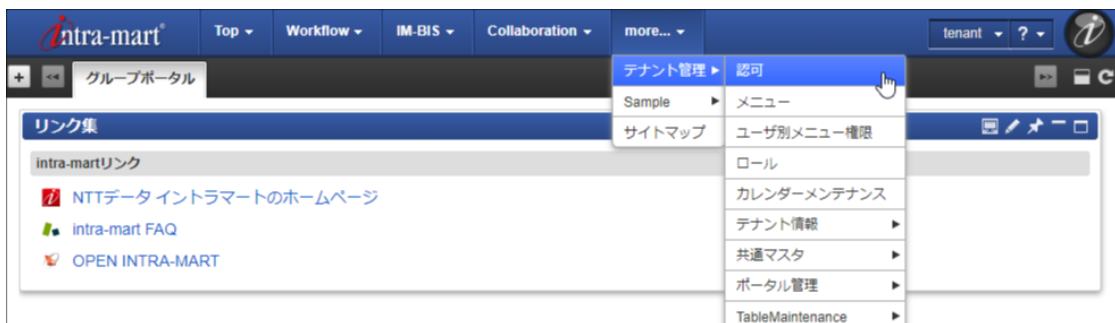 intra-mart® Top Workflow IM-BIS Collaboration more... tenant ?
グループポータル
テナント管理 認可
Sample メニュー
サイトマップ ユーザ別メニュー権限
ロール
カレンダーメンテナンス
テナント情報
共通マスタ
ポータル管理
TableMaintenance
リンク集
intra-martリンク
NTTデータ イントラマートのホームページ
intra-mart FAQ
OPEN INTRA-MART